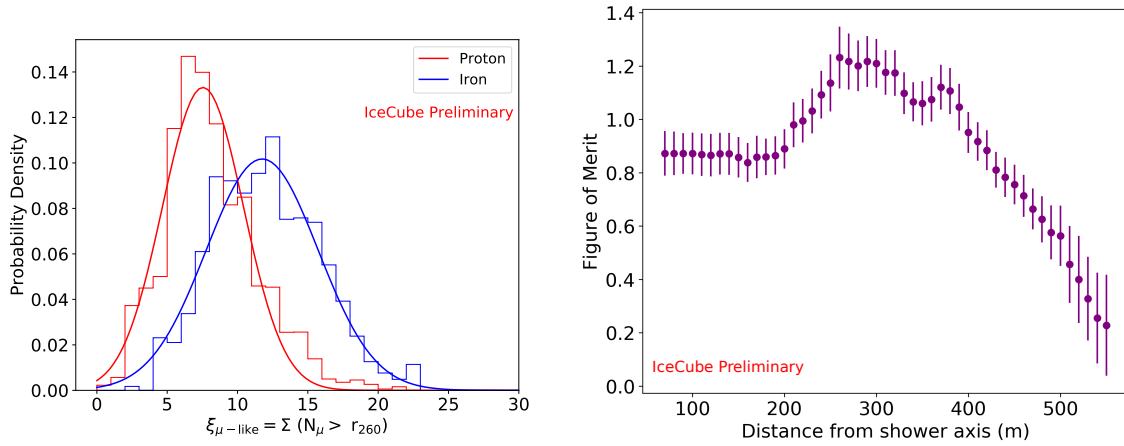 Probability Density
0.14
0.12
0.10
0.08
0.06
0.04
0.02
0.00
Proton
Iron
IceCube Preliminary
0 5 10 15 20 25 30
ξμ−like = Σ (Nμ > r260)
Figure of Merit
1.4
1.2
1.0
0.8
0.6
0.4
0.2
0.0
IceCube Preliminary
100 200 300 400 500
Distance from shower axis (m)